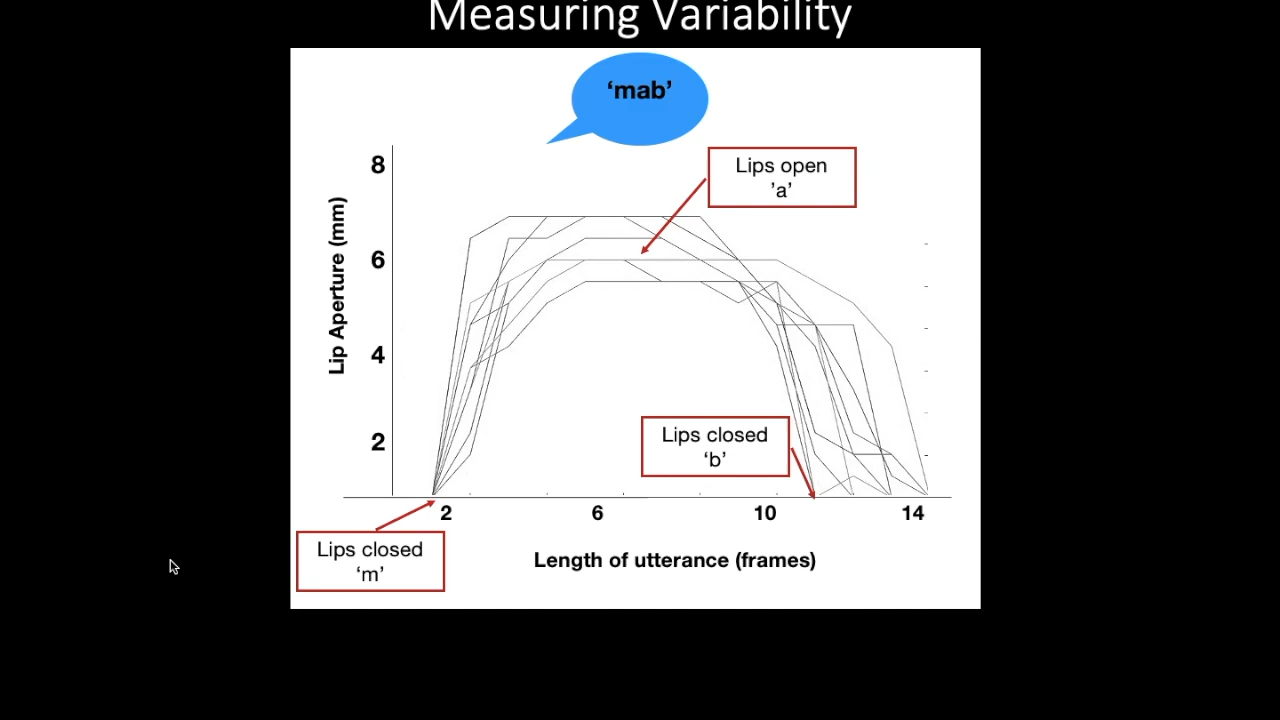 Measuring Variability
‘mab’
Lips open
’a’
8
6
4
2
Lip Aperture (mm)
Lips closed
‘b’
2 6 10 14
Lips closed
‘m’
Length of utterance (frames)